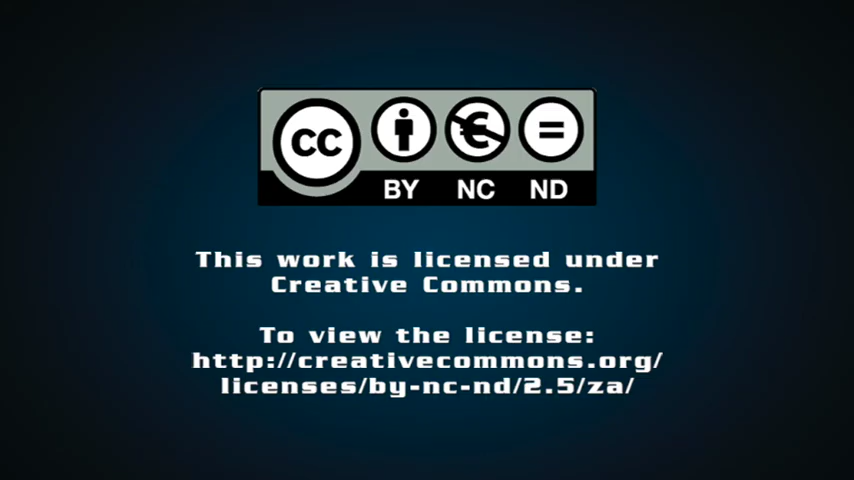 cc
BY NC ND
This work is licensed under
Creative Commons.
To view the license:
http://creativecommons.org/
licenses/by-nc-nd/2.5/za/